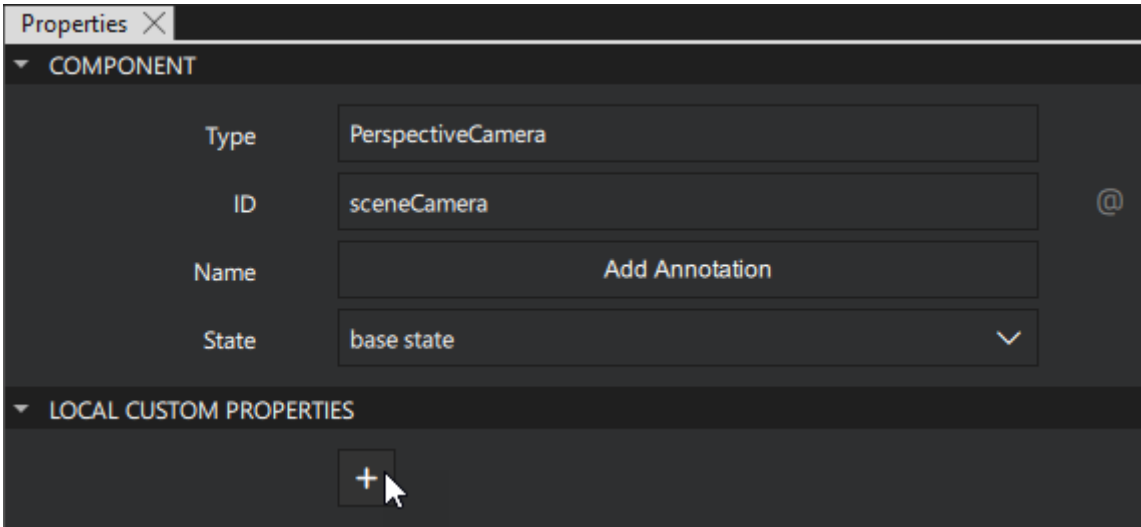 Properties
COMPONENT
Type PerspectiveCamera
ID sceneCamera @
Name Add Annotation
State base state
LOCAL CUSTOM PROPERTIES
+